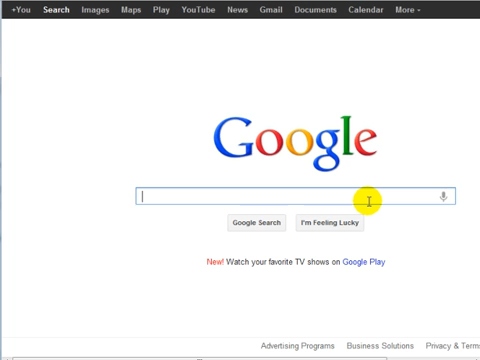 +You Search Images Maps Play YouTube News Gmail Documents Calendar More
Google
Google Search I'm Feeling Lucky
New! Watch your favorite TV shows on Google Play
Advertising Programs Business Solutions Privacy & Terms